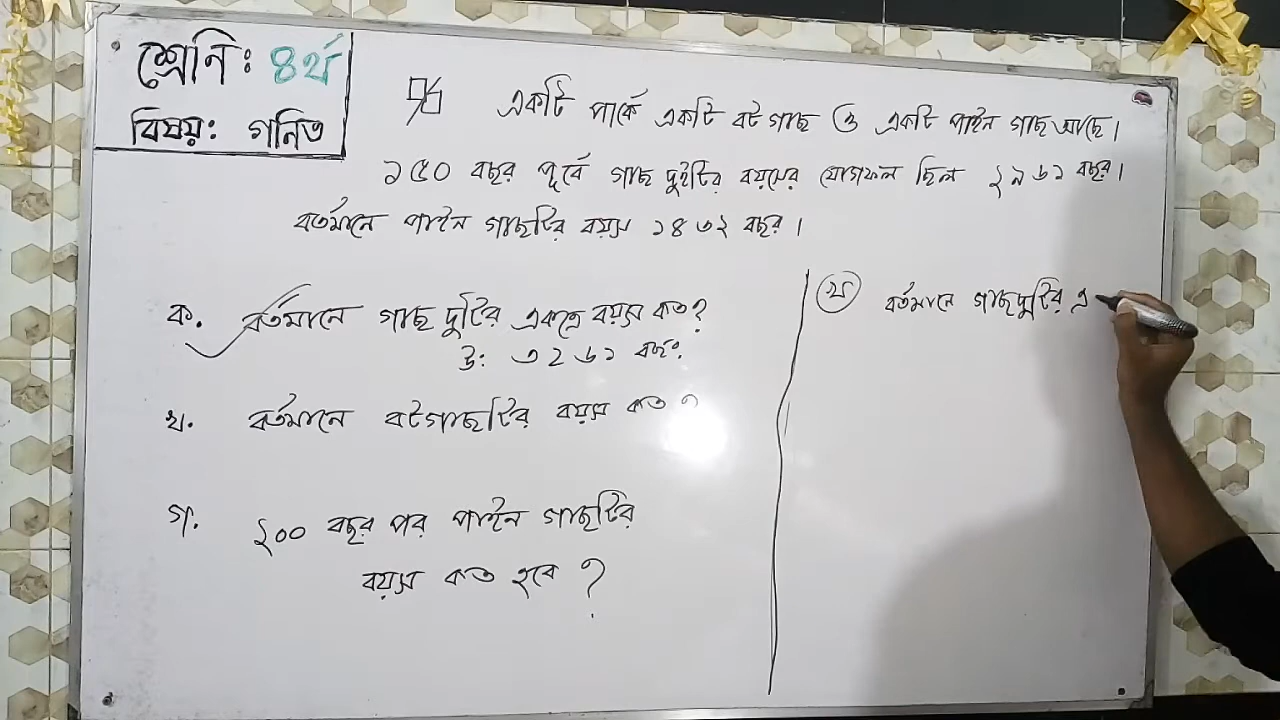 শ্রেনি: ৪র্থ
বিষয়: গনিত
একটি পার্কে একটি বটগাছ ও একটি পাইন গাছ আছে।
১৫০ বছর পূর্বে গাছ দুইটির বয়সের যোগফল ছিল ২৯৬১ বছর।
বর্তমানে পাইন গাছটির বয়স ১৪৩২ বছর।
ক. বর্তমানে গাছ দুটির একত্রে বয়স কত?
উ: ৩২৬১ বছর
খ. বর্তমানে বটগাছটির বয়স কত ?
গ. ২০০ বছর পর পাইন গাছটির
বয়স কত হবে ?
খ বর্তমানে গাছদুটির এ